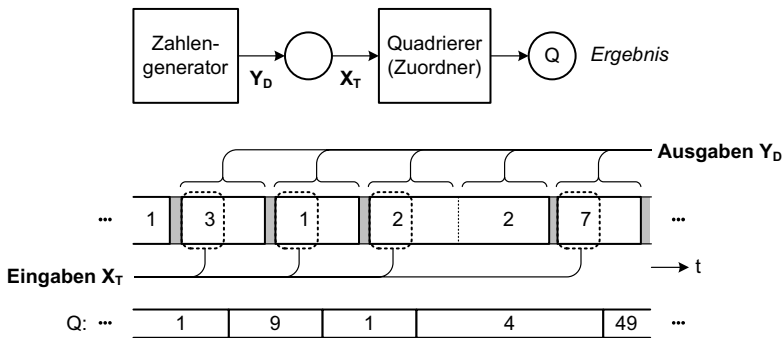 Zahlen-
generator
Y_D
X_T
Quadrierer
(Zuordner)
Q
Ergebnis
Ausgaben Y_D
... 1 3 1 2 2 7 ...
Eingaben X_T
t
Q: ... 1 9 1 4 49 ...